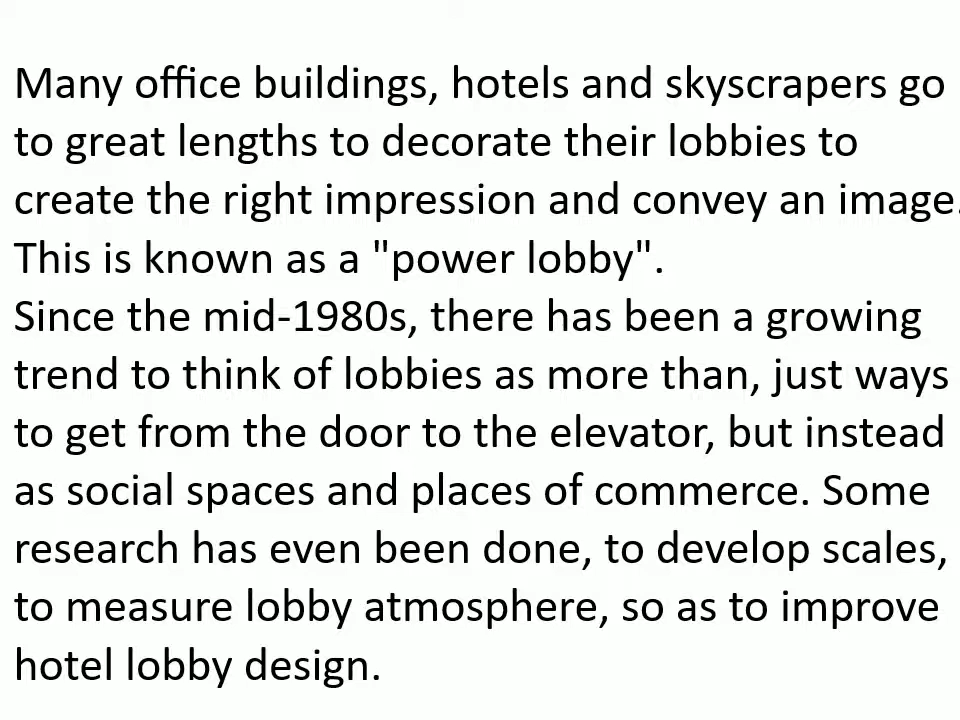 Many office buildings, hotels and skyscrapers go
to great lengths to decorate their lobbies to
create the right impression and convey an image.
This is known as a "power lobby".
Since the mid-1980s, there has been a growing
trend to think of lobbies as more than, just ways
to get from the door to the elevator, but instead
as social spaces and places of commerce. Some
research has even been done, to develop scales,
to measure lobby atmosphere, so as to improve
hotel lobby design.